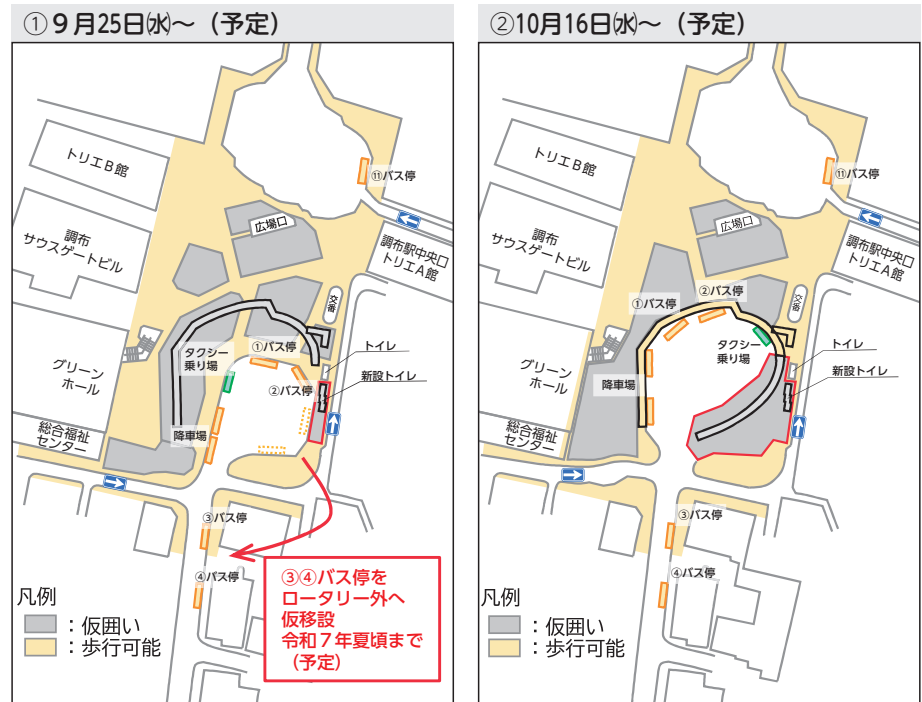 ①9月25日㈬～（予定）
トリエB館
⑪バス停
広場口
調布
サウスゲートビル
調布駅中央口
トリエA館
交番
①バス停
トイレ
タクシー
乗り場
グリーン
ホール
②バス停
新設トイレ
降車場
総合福祉
センター
③バス停
④バス停
③④バス停を
ロータリー外へ
仮移設
令和7年夏頃まで
（予定）
凡例
：仮囲い
：歩行可能
②10月16日㈬～（予定）
トリエB館
⑪バス停
広場口
調布
サウスゲートビル
調布駅中央口
トリエA館
②バス停
①バス停
交番
タクシー
乗り場
トイレ
グリーン
ホール
降車場
新設トイレ
総合福祉
センター
③バス停
④バス停
凡例
：仮囲い
：歩行可能